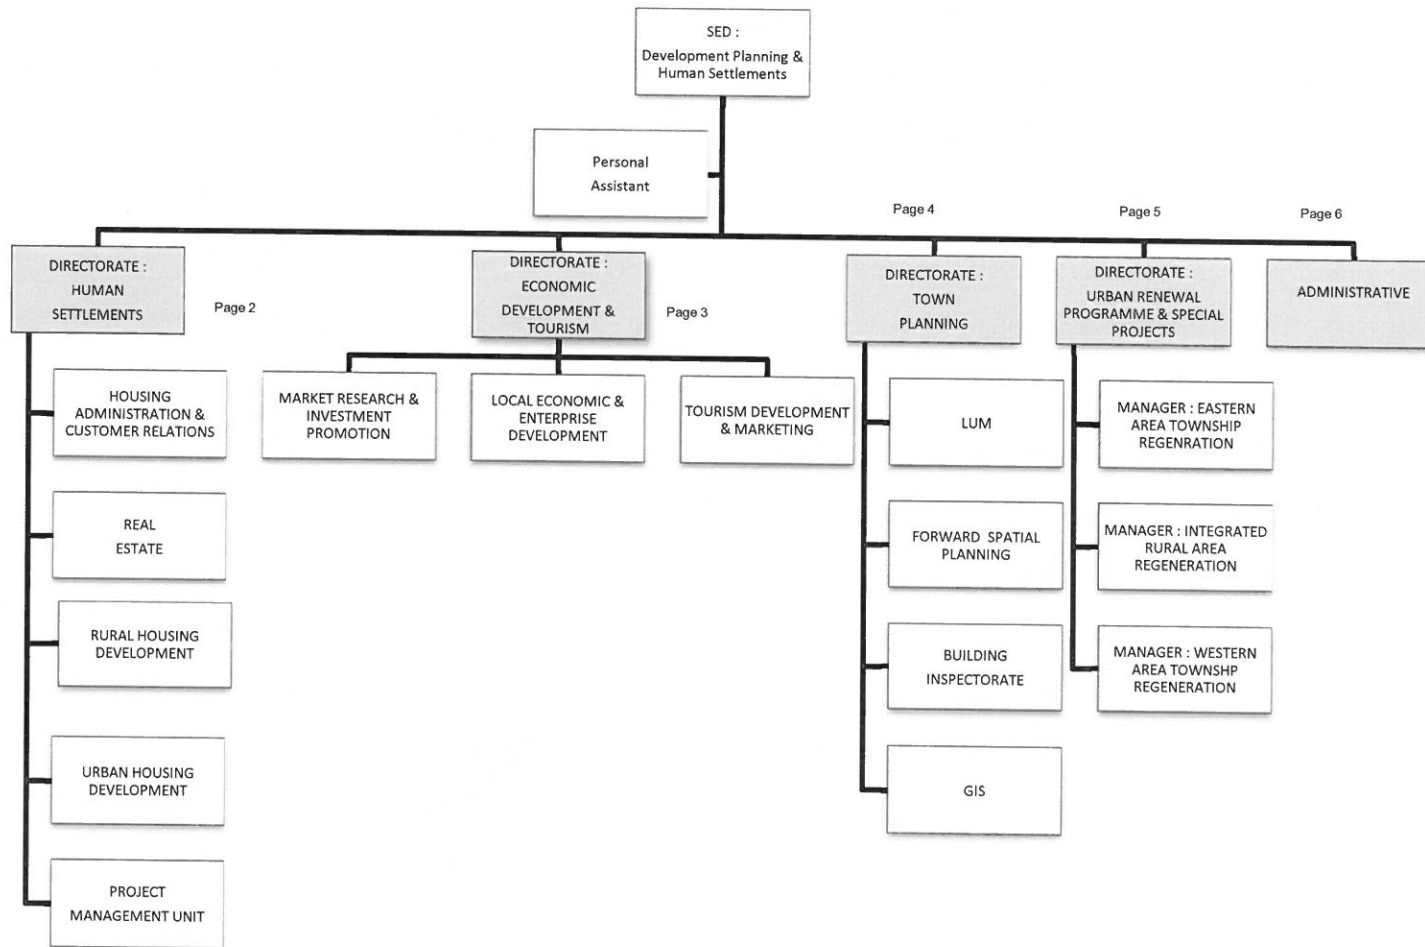 SED :
Development Planning &
Human Settlements
Personal
Assistant
Page 4
Page 5
Page 6
DIRECTORATE :
HUMAN
SETTLEMENTS
Page 2
DIRECTORATE :
ECONOMIC
DEVELOPMENT &
TOURISM
Page 3
DIRECTORATE :
TOWN
PLANNING
DIRECTORATE :
URBAN RENEWAL
PROGRAMME & SPECIAL
PROJECTS
ADMINISTRATIVE
HOUSING
ADMINISTRATION &
CUSTOMER RELATIONS
REAL
ESTATE
RURAL HOUSING
DEVELOPMENT
URBAN HOUSING
DEVELOPMENT
PROJECT
MANAGEMENT UNIT
MARKET RESEARCH &
INVESTMENT
PROMOTION
LOCAL ECONOMIC &
ENTERPRISE
DEVELOPMENT
TOURISM DEVELOPMENT
& MARKETING
LUM
FORWARD SPATIAL
PLANNING
BUILDING
INSPECTORATE
GIS
MANAGER : EASTERN
AREA TOWNSHIP
REGENRATION
MANAGER : INTEGRATED
RURAL AREA
REGENERATION
MANAGER : WESTERN
AREA TOWNSHP
REGENERATION